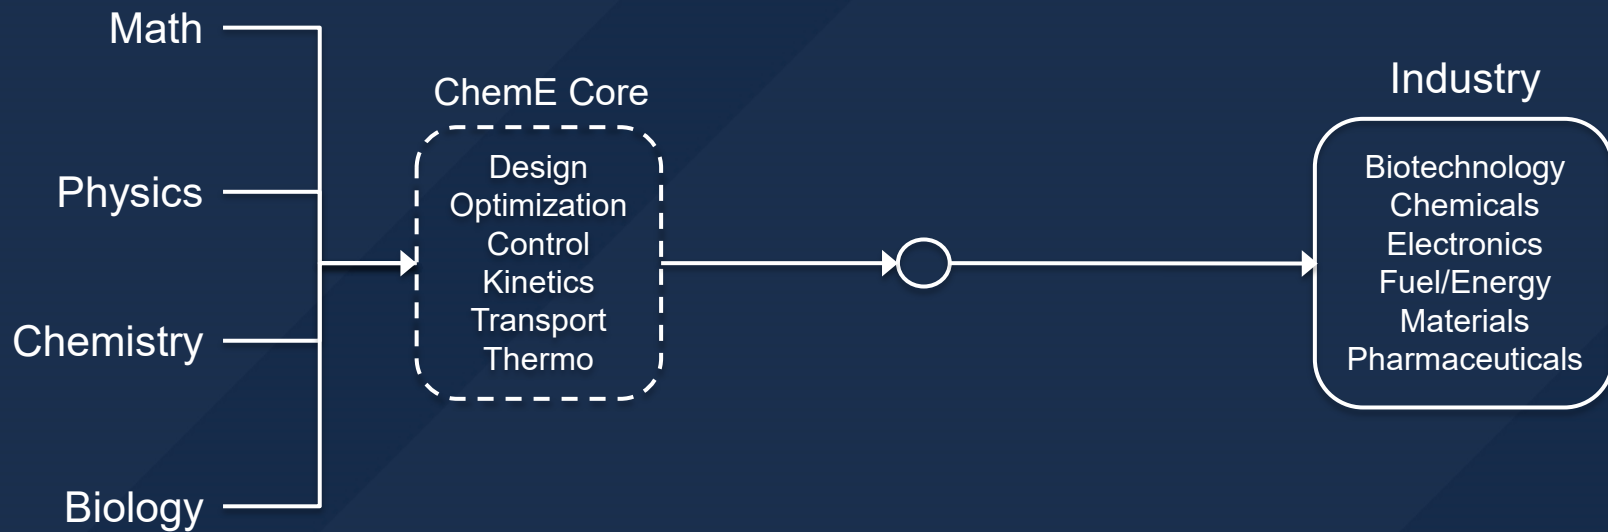 Math
Physics
Chemistry
Biology
ChemE Core
Design
Optimization
Control
Kinetics
Transport
Thermo
Industry
Biotechnology
Chemicals
Electronics
Fuel/Energy
Materials
Pharmaceuticals